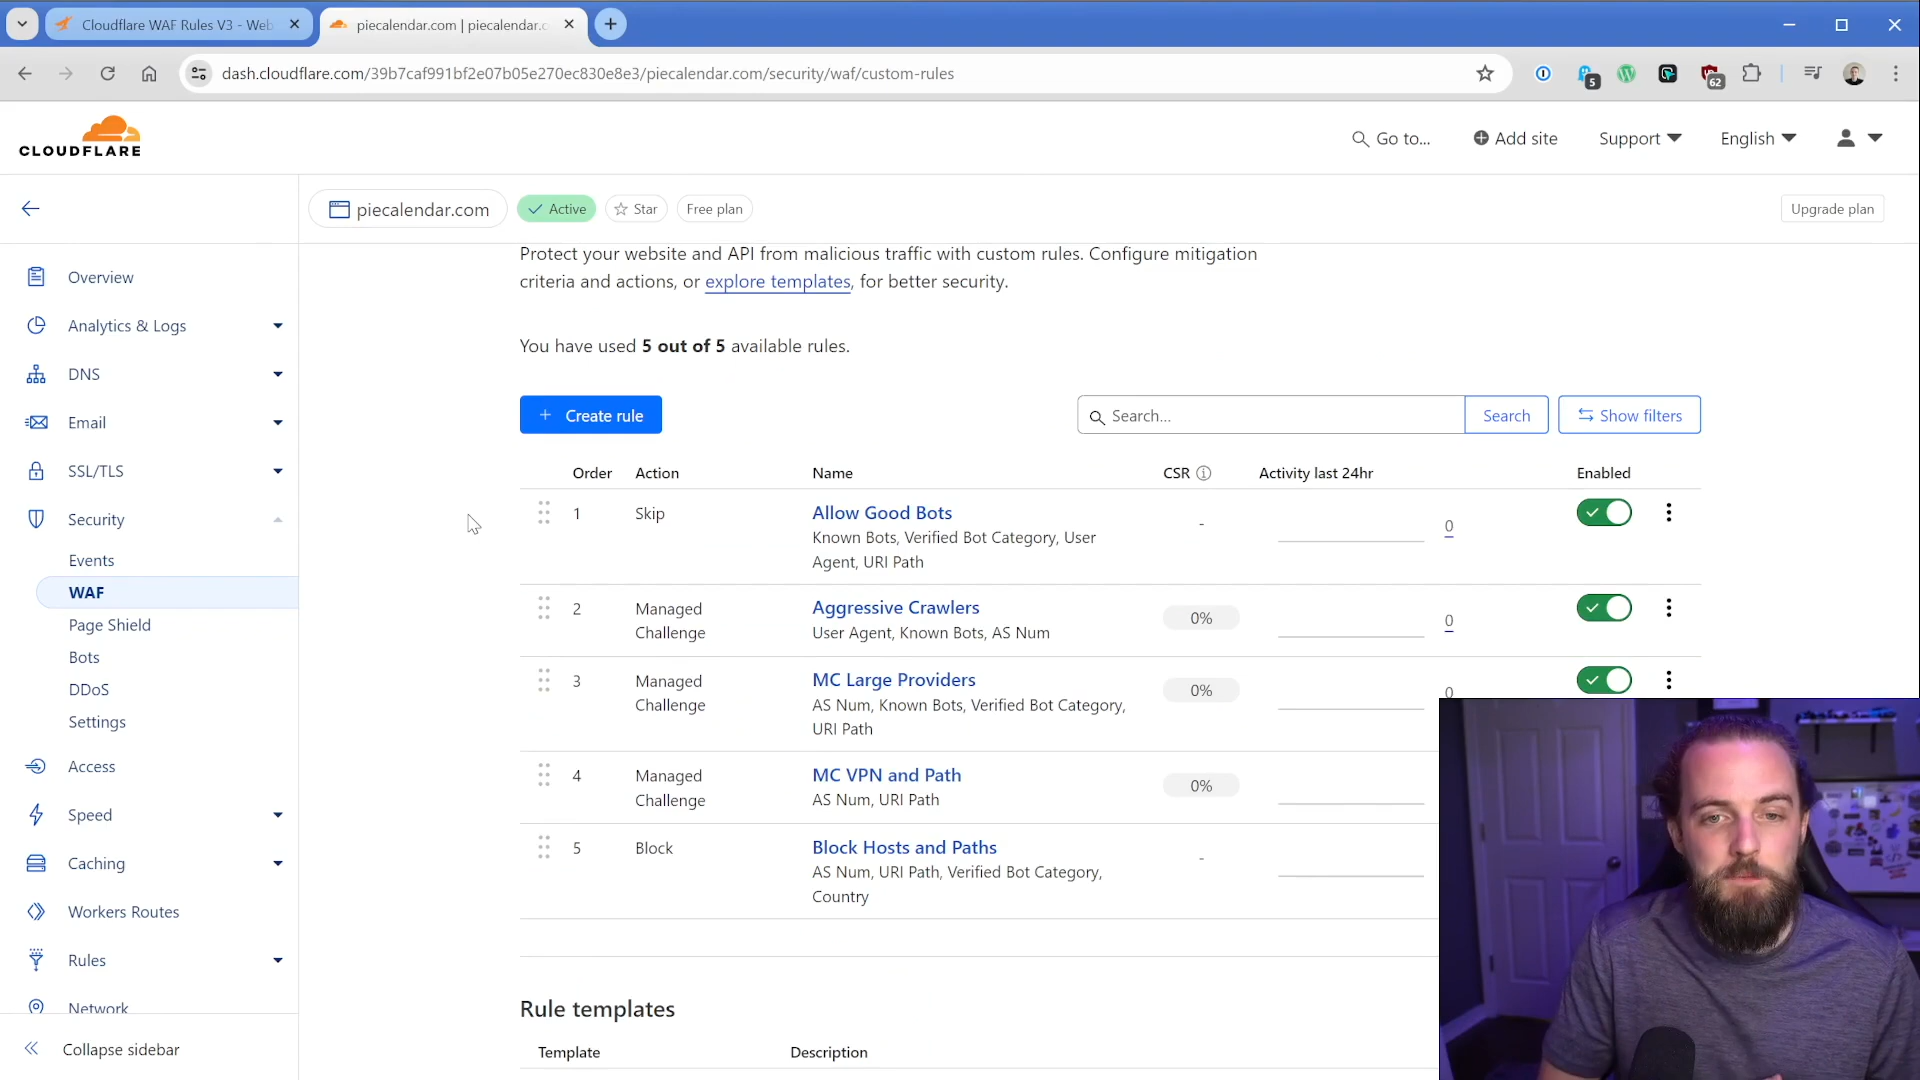 Cloudflare WAF Rules V3 - Web
piecalendar.com | piecalendar.c
dash.cloudflare.com/39b7caf991bf2e07b05e270ec830e8e3/piecalendar.com/security/waf/custom-rules
5
62
CLOUDFLARE
Go to...
Add site
Support
English
piecalendar.com
Active
Star
Free plan
Upgrade plan
Overview
Analytics & Logs
DNS
Email
SSL/TLS
Security
Events
WAF
Page Shield
Bots
DDoS
Settings
Access
Speed
Caching
Workers Routes
Rules
Network
Collapse sidebar
Protect your website and API from malicious traffic with custom rules. Configure mitigation
criteria and actions, or explore templates, for better security.
You have used 5 out of 5 available rules.
+ Create rule
Search...
Search
Show filters
Order Action Name CSR Activity last 24hr Enabled
1 Skip Allow Good Bots - 0
Known Bots, Verified Bot Category, User
Agent, URI Path
2 Managed Challenge Aggressive Crawlers 0% 0
User Agent, Known Bots, AS Num
3 Managed Challenge MC Large Providers 0% 0
AS Num, Known Bots, Verified Bot Category,
URI Path
4 Managed Challenge MC VPN and Path 0%
AS Num, URI Path
5 Block Block Hosts and Paths -
AS Num, URI Path, Verified Bot Category,
Country
Rule templates
Template Description